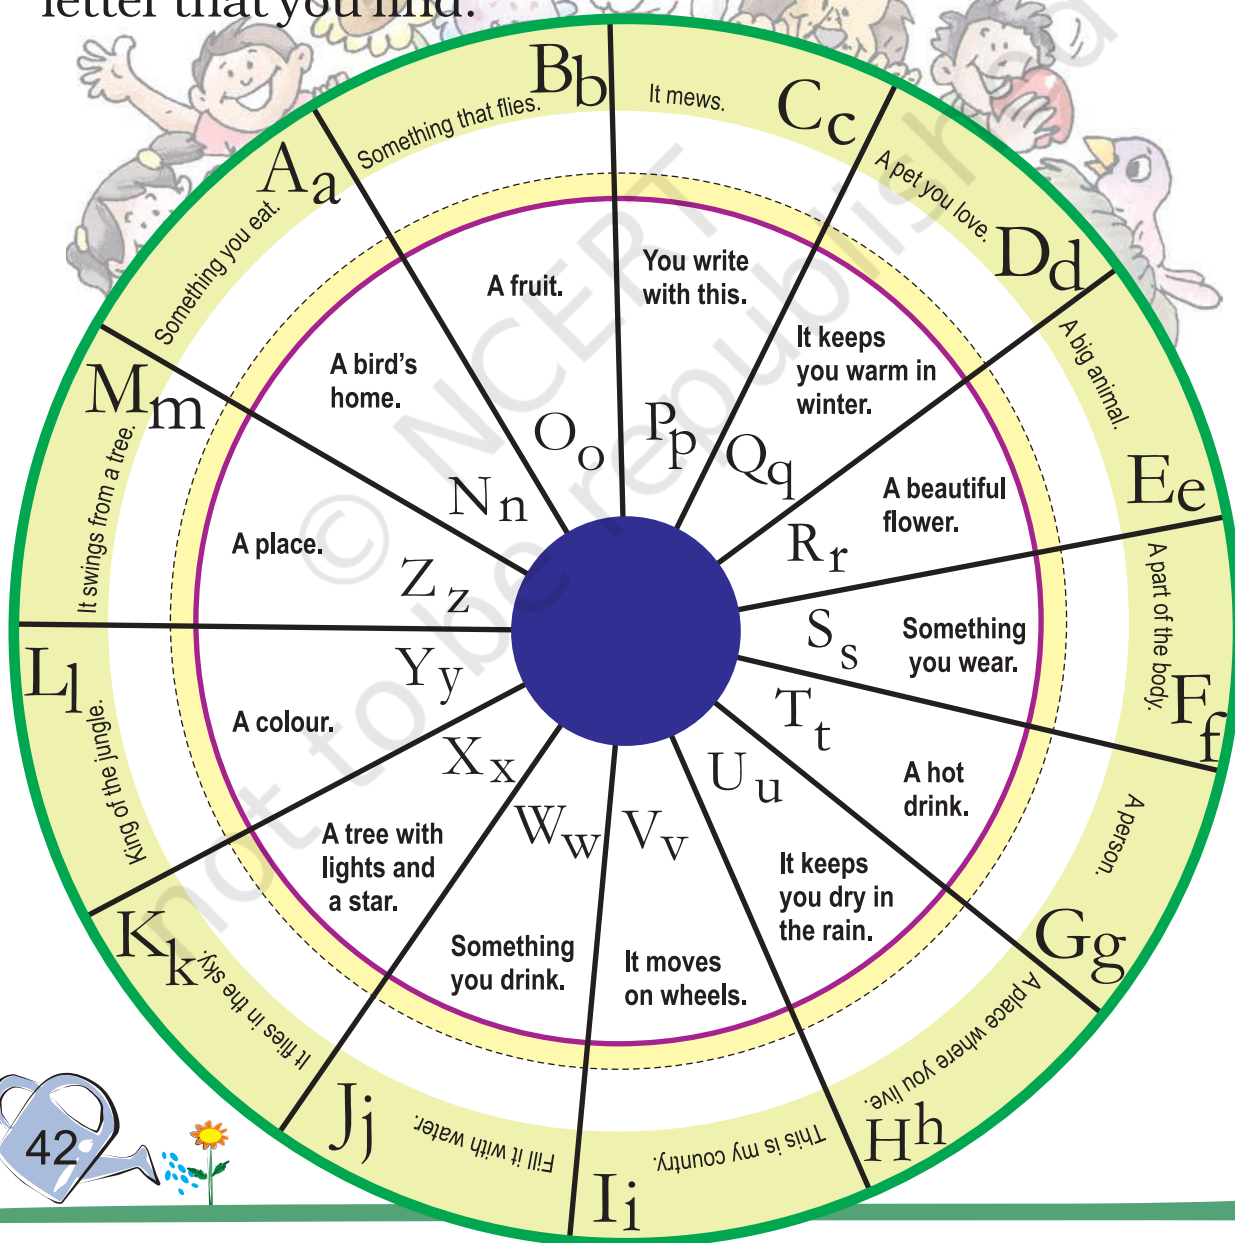 letter that you find.
Aa
Something you eat.
Bb
Something that flies.
Cc
It mews.
Dd
A pet you love.
Ee
A big animal.
Ff
A part of the body.
Gg
A person.
Hh
A place where you live.
Ii
This is my country.
Jj
Fill it with water.
Kk
It flies in the sky.
Ll
King of the jungle.
Mm
It swings from a tree.
Nn
A bird's
home.
Oo
A fruit.
Pp
You write
with this.
Qq
It keeps
you warm in
winter.
Rr
A beautiful
flower.
Ss
Something
you wear.
Tt
A hot
drink.
Uu
It keeps
you dry in
the rain.
Vv
It moves
on wheels.
Ww
Something
you drink.
Xx
A tree with
lights and
a star.
Yy
A colour.
Zz
A place.
© NCERT
not to be republished
42